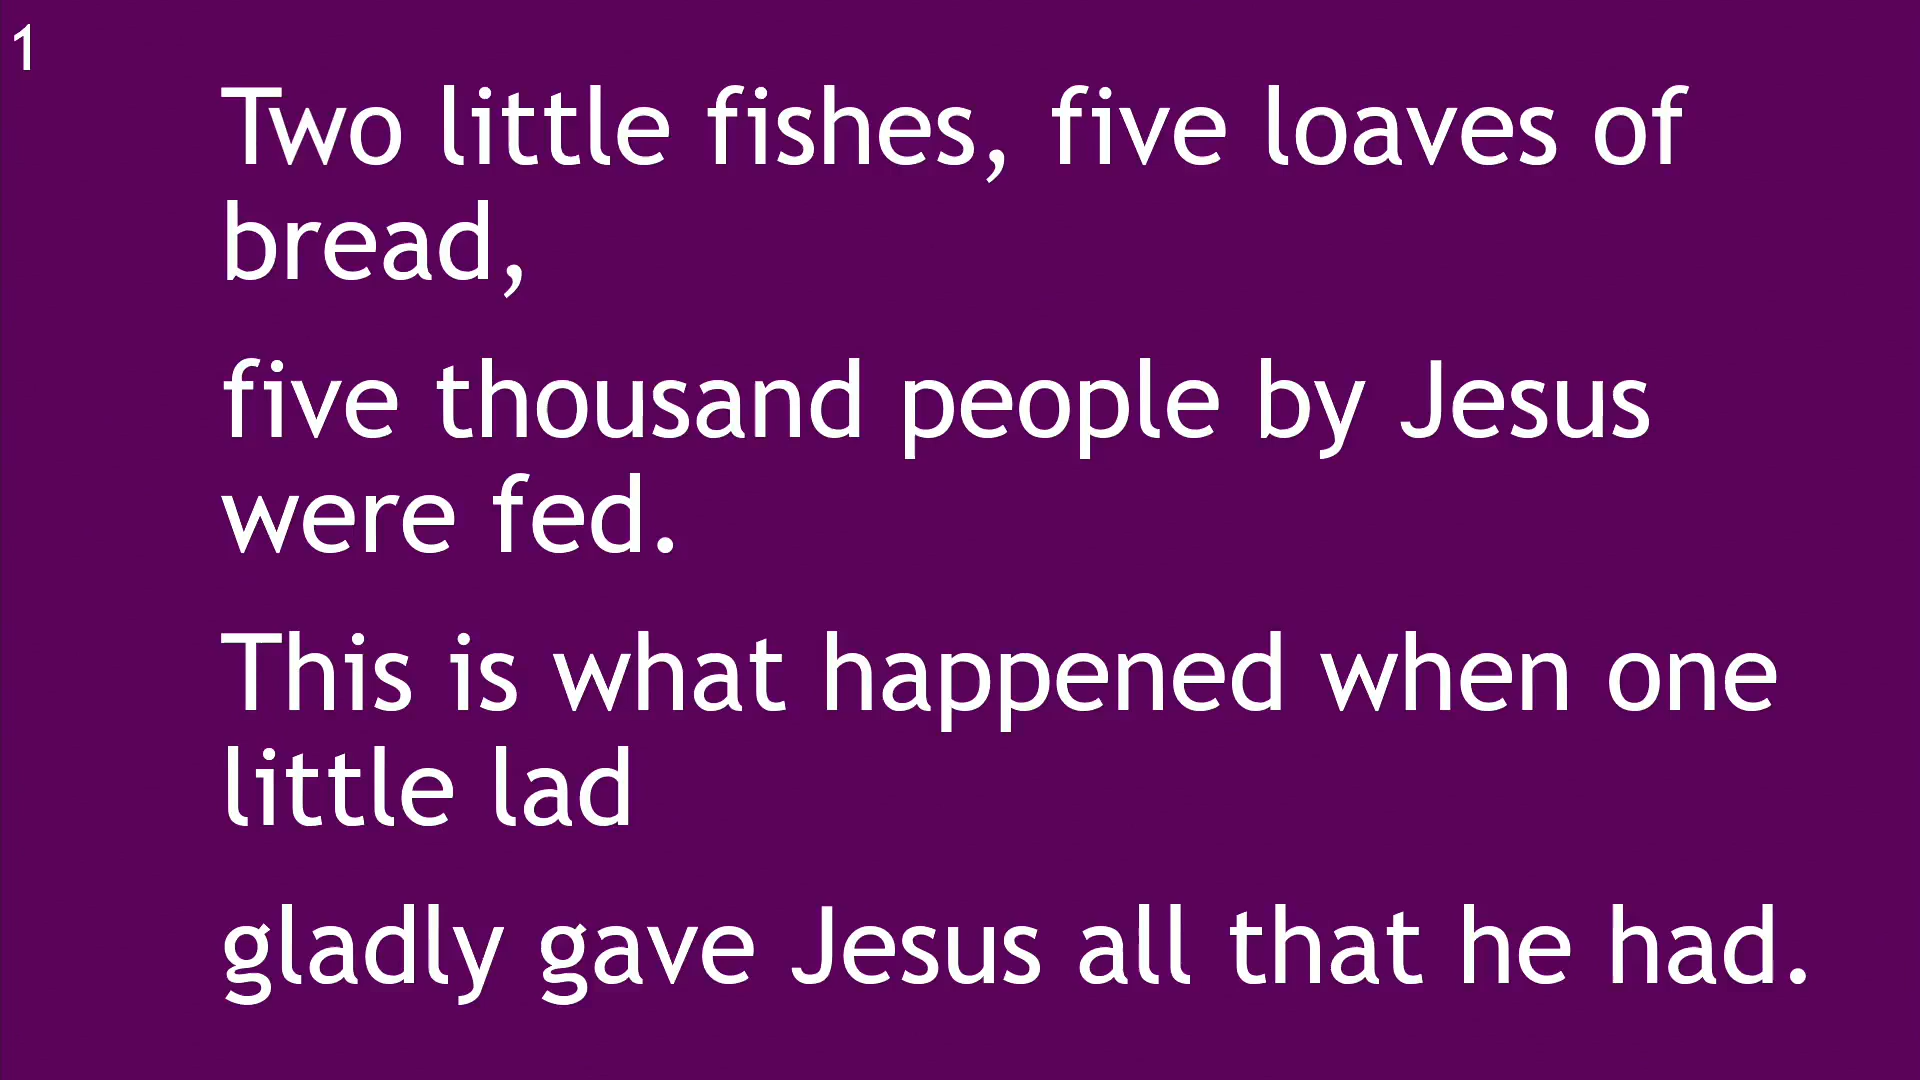 1
Two little fishes, five loaves of
bread,
five thousand people by Jesus
were fed.
This is what happened when one
little lad
gladly gave Jesus all that he had.